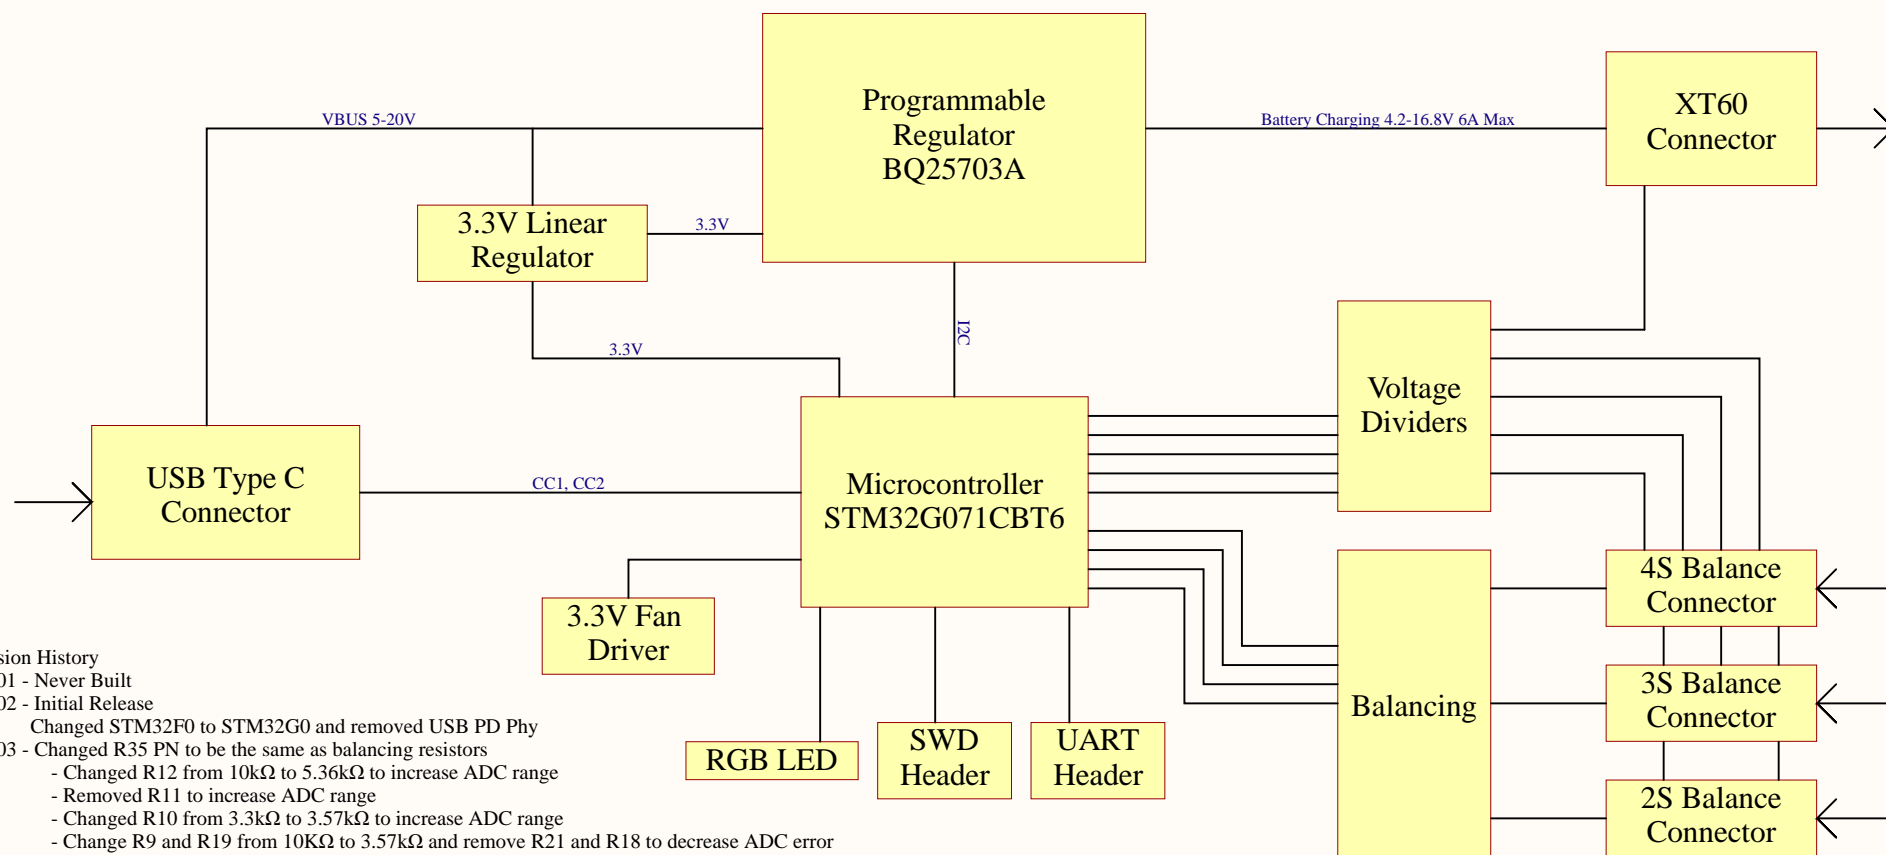 Programmable
Regulator
BQ25703A
XT60
Connector
VBUS 5-20V
Battery Charging 4.2-16.8V 6A Max
3.3V Linear
Regulator
3.3V
I2C
3.3V
Voltage
Dividers
USB Type C
Connector
CC1, CC2
Microcontroller
STM32G071CBT6
4S Balance
Connector
3.3V Fan
Driver
3S Balance
Connector
Balancing
RGB LED
SWD
Header
UART
Header
2S Balance
Connector
sion History
01 - Never Built
02 - Initial Release
Changed STM32F0 to STM32G0 and removed USB PD Phy
03 - Changed R35 PN to be the same as balancing resistors
- Changed R12 from 10kΩ to 5.36kΩ to increase ADC range
- Removed R11 to increase ADC range
- Changed R10 from 3.3kΩ to 3.57kΩ to increase ADC range
- Change R9 and R19 from 10KΩ to 3.57kΩ and remove R21 and R18 to decrease ADC error